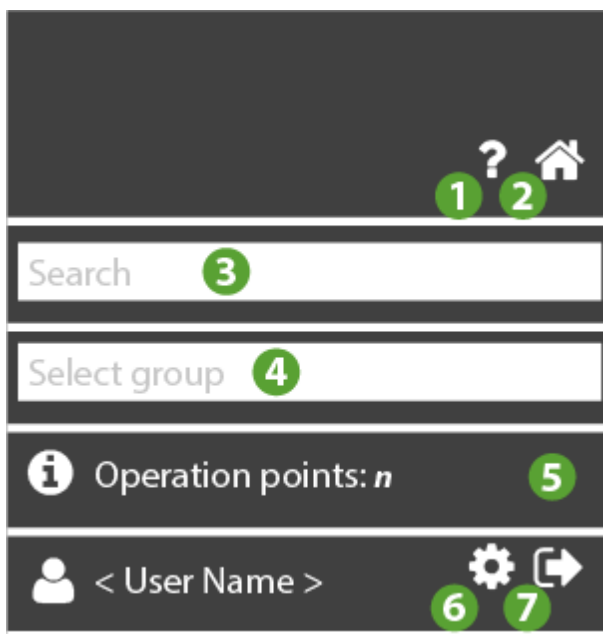 ?
1 2
Search 3
Select group 4
i Operation points: n 5
< User Name >
6 7